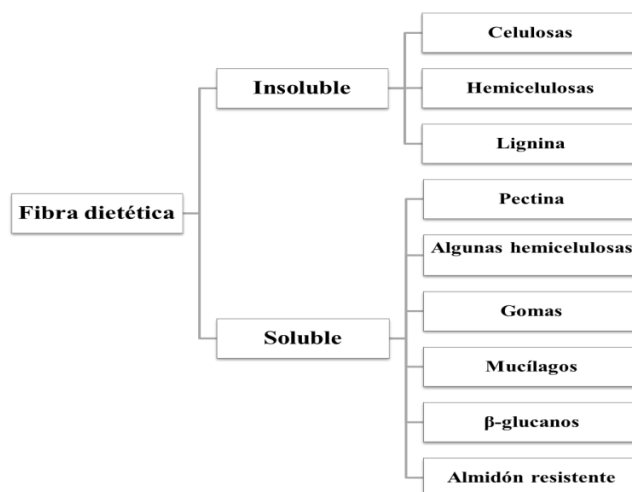 Fibra dietética
Insoluble
Celulosas
Hemicelulosas
Lignina
Soluble
Pectina
Algunas hemicelulosas
Gomas
Mucílagos
β-glucanos
Almidón resistente